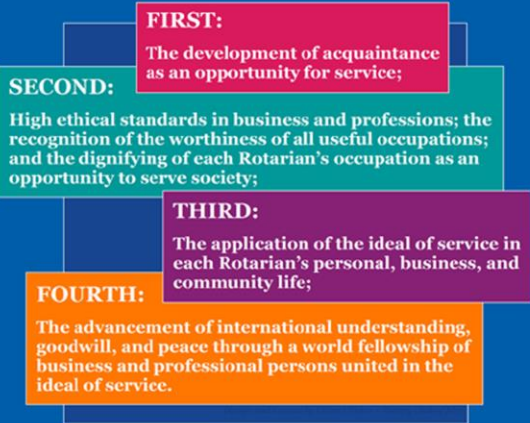 FIRST:
The development of acquaintance
as an opportunity for service;
SECOND:
High ethical standards in business and professions; the
recognition of the worthiness of all useful occupations;
and the dignifying of each Rotarian's occupation as an
opportunity to serve society;
THIRD:
The application of the ideal of service in
each Rotarian's personal, business, and
community life;
FOURTH:
The advancement of international understanding,
goodwill, and peace through a world fellowship of
business and professional persons united in the
ideal of service.